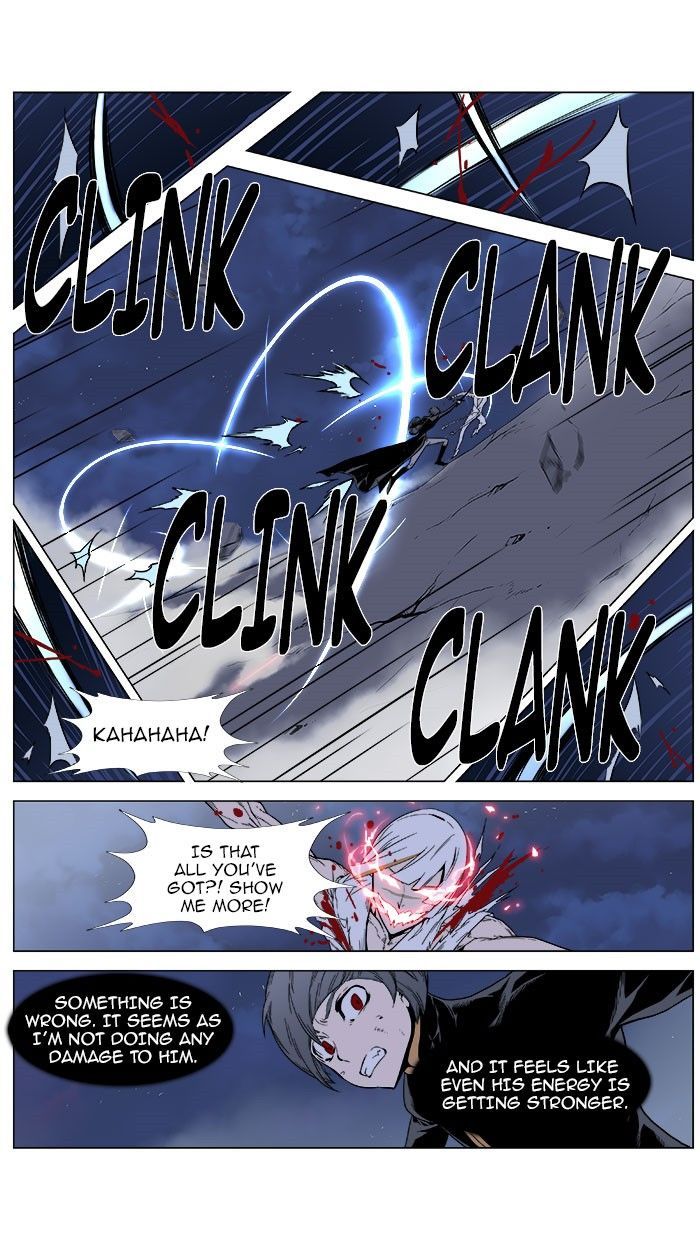 CLINK
CLANK
CLINK
CLANK
KAHAHAHA!
IS THAT
ALL YOU'VE
GOT?! SHOW
ME MORE!
SOMETHING IS
WRONG. IT SEEMS AS
I'M NOT DOING ANY
DAMAGE TO HIM.
AND IT FEELS LIKE
EVEN HIS ENERGY IS
GETTING STRONGER.